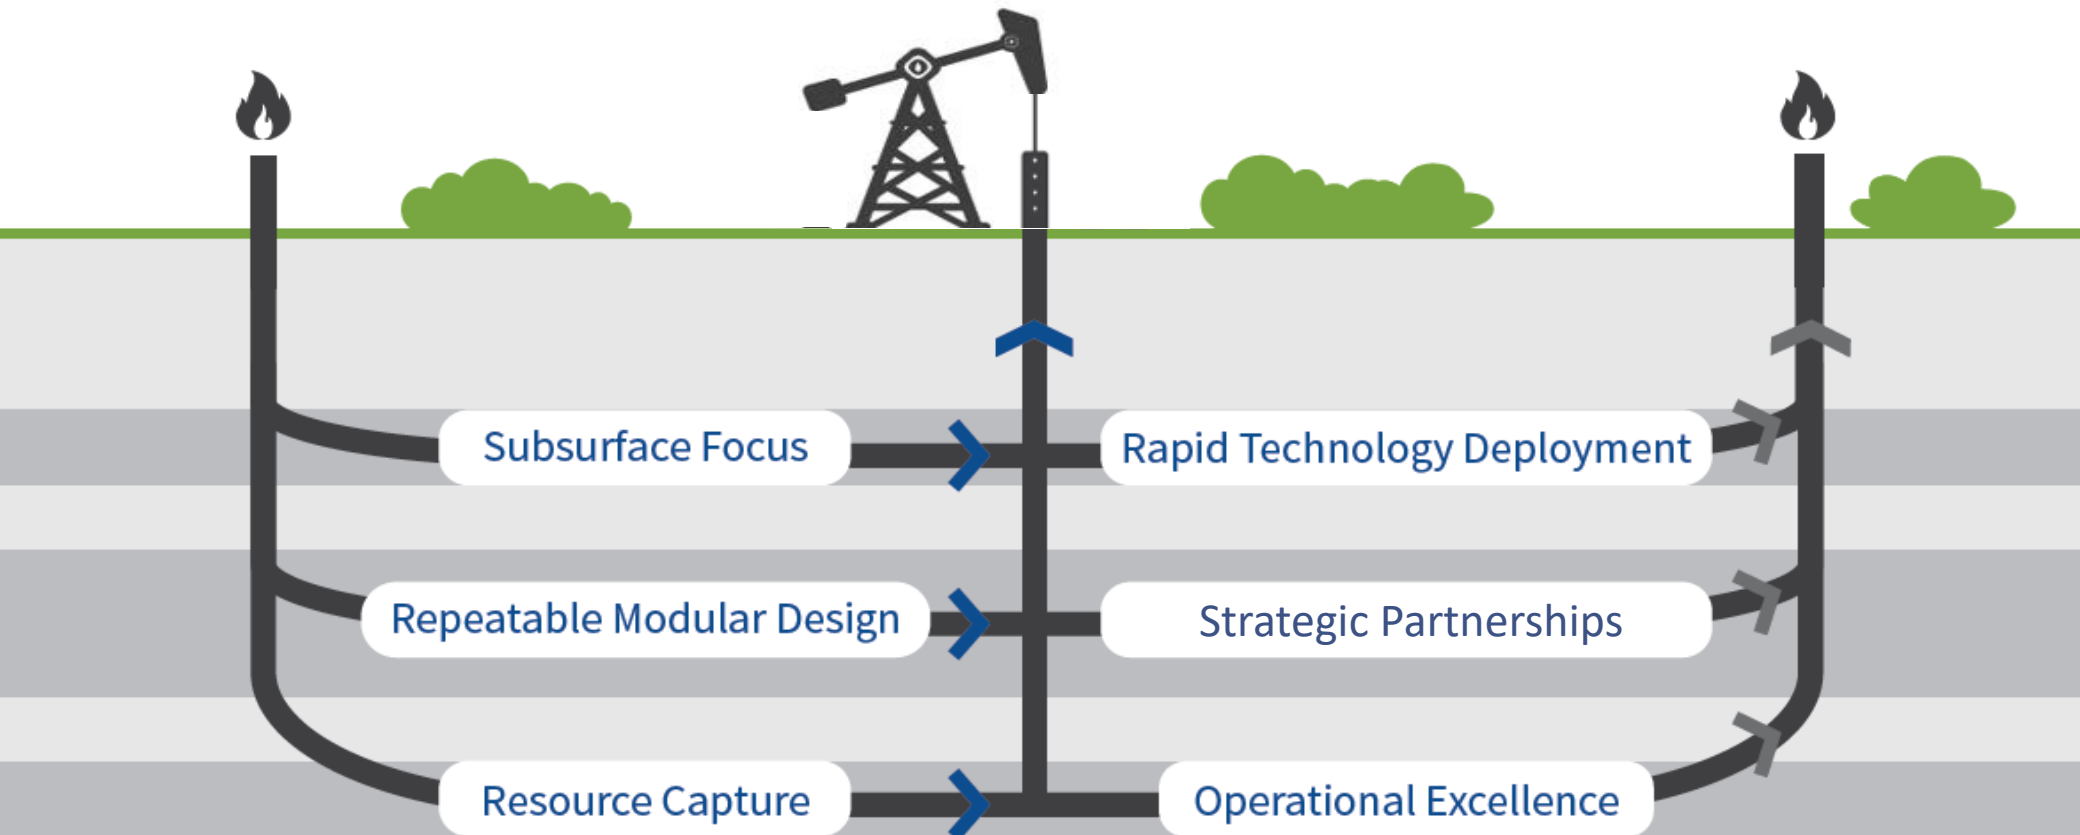 Subsurface Focus
Rapid Technology Deployment
Repeatable Modular Design
Strategic Partnerships
Resource Capture
Operational Excellence